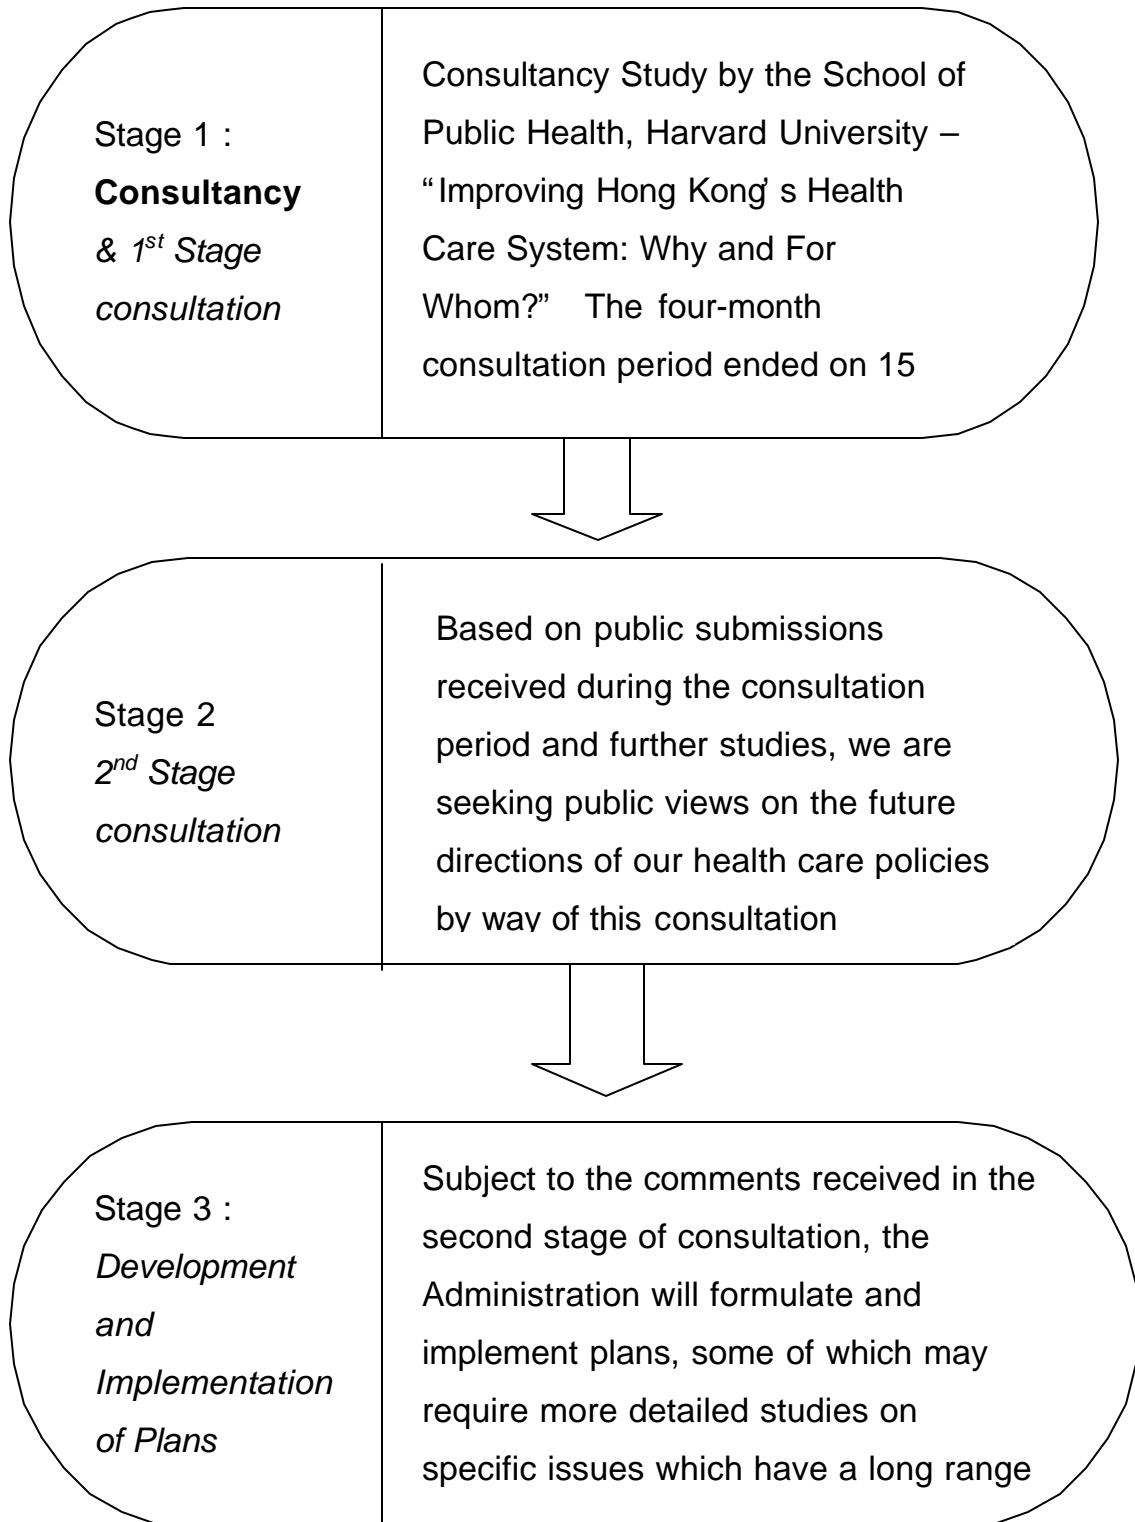 Stage 1 :
Consultancy
& 1st Stage
consultation
Consultancy Study by the School of
Public Health, Harvard University –
“Improving Hong Kong’s Health
Care System: Why and For
Whom?” The four-month
consultation period ended on 15
Stage 2
2nd Stage
consultation
Based on public submissions
received during the consultation
period and further studies, we are
seeking public views on the future
directions of our health care policies
by way of this consultation
Stage 3 :
Development
and
Implementation
of Plans
Subject to the comments received in the
second stage of consultation, the
Administration will formulate and
implement plans, some of which may
require more detailed studies on
specific issues which have a long range